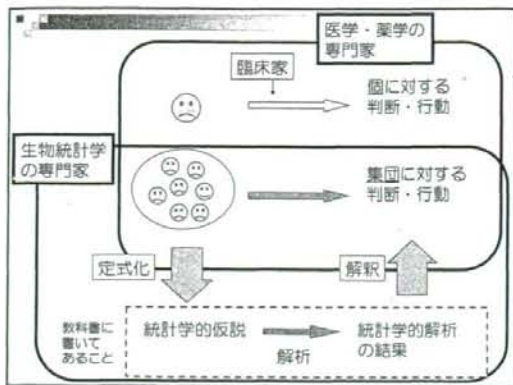 医学・薬学の
専門家
臨床家
個に対する
判断・行動
生物統計学
の専門家
集団に対する
判断・行動
定式化
解釈
教科書に
書いて
あること
統計学的仮説
解析
統計学的解析
の結果